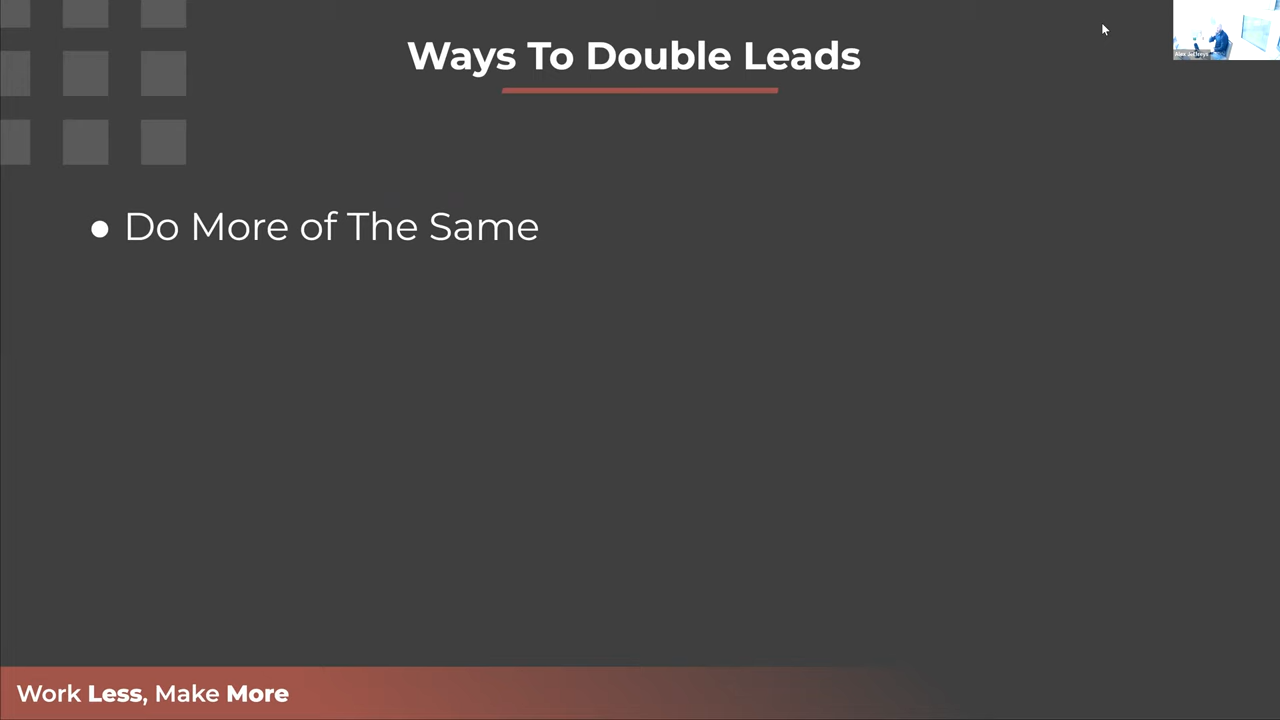 Ways To Double Leads
● Do More of The Same
Work Less, Make More